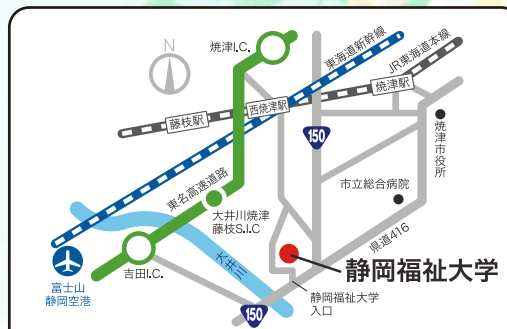 N
焼津I.C.
東海道新幹線
JR東海道本線
焼津駅
西焼津駅
藤枝駅
150
焼津市役所
東名高速道路
市立総合病院
大井川焼津
藤枝S.I.C
県道416
吉田I.C.
大井川
静岡福祉大学
富士山
静岡空港
静岡福祉大学
入口
150